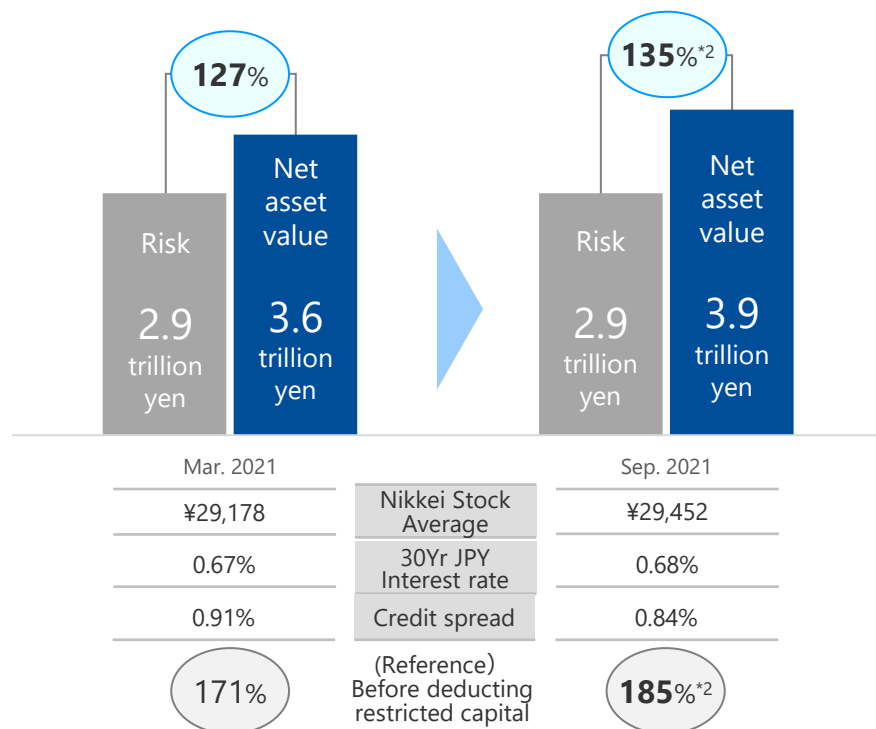 127%
135%*2
Risk
2.9
trillion
yen
Net
asset
value
3.6
trillion
yen
Risk
2.9
trillion
yen
Net
asset
value
3.9
trillion
yen
Mar. 2021
Sep. 2021
¥29,178
Nikkei Stock
Average
¥29,452
0.67%
30Yr JPY
Interest rate
0.68%
0.91%
Credit spread
0.84%
171%
(Reference）
Before deducting
restricted capital
185%*2